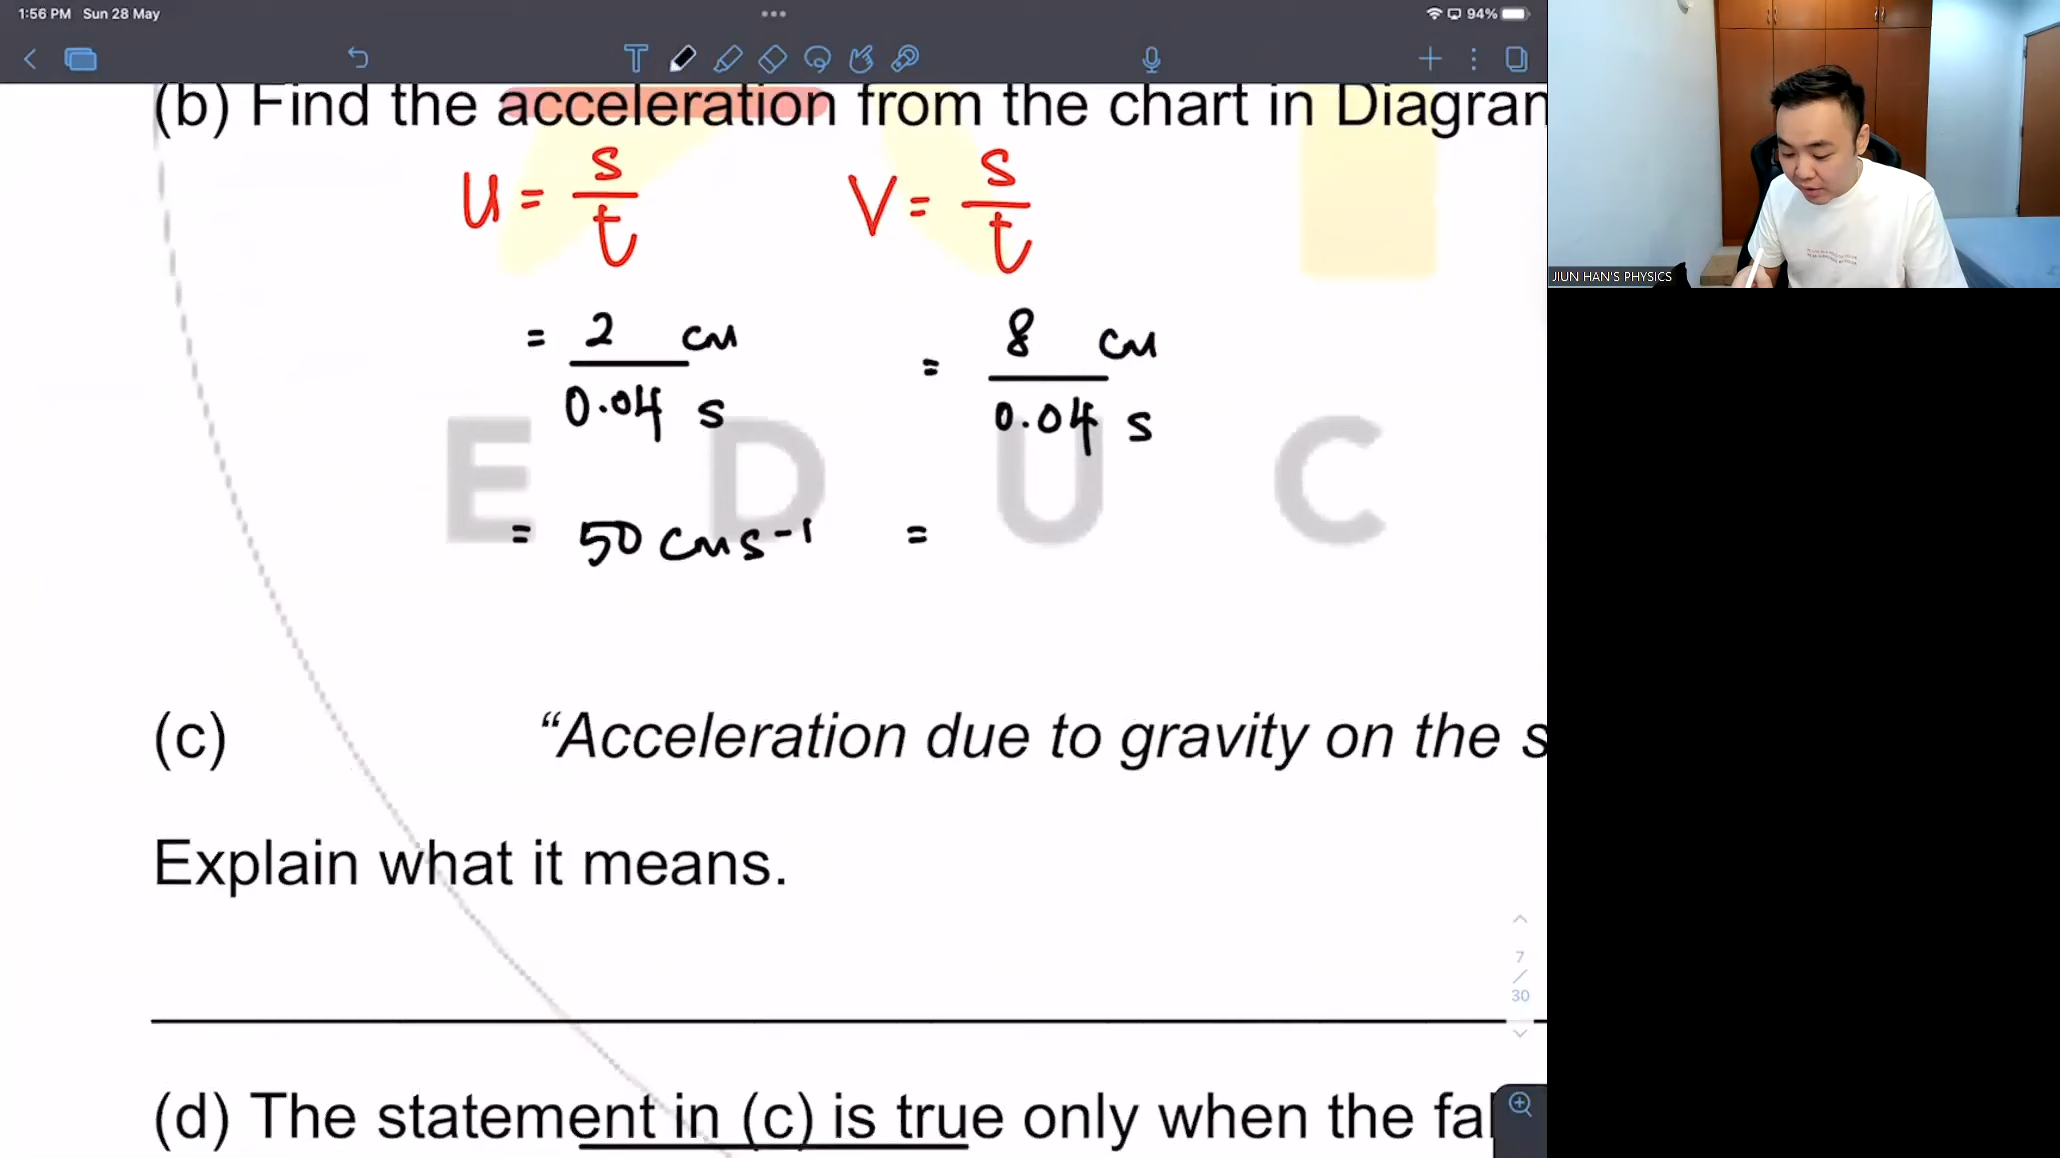 1:56 PM Sun 28 May
94%
JIUN HAN'S PHYSICS
(b) Find the acceleration from the chart in Diagran
u = s/t V = s/t
= 2 cm / 0.04 s = 8 cm / 0.04 s
E D U C
= 50 cm s⁻¹ =
(c) “Acceleration due to gravity on the s
Explain what it means.
7
/
30
(d) The statement in (c) is true only when the fal